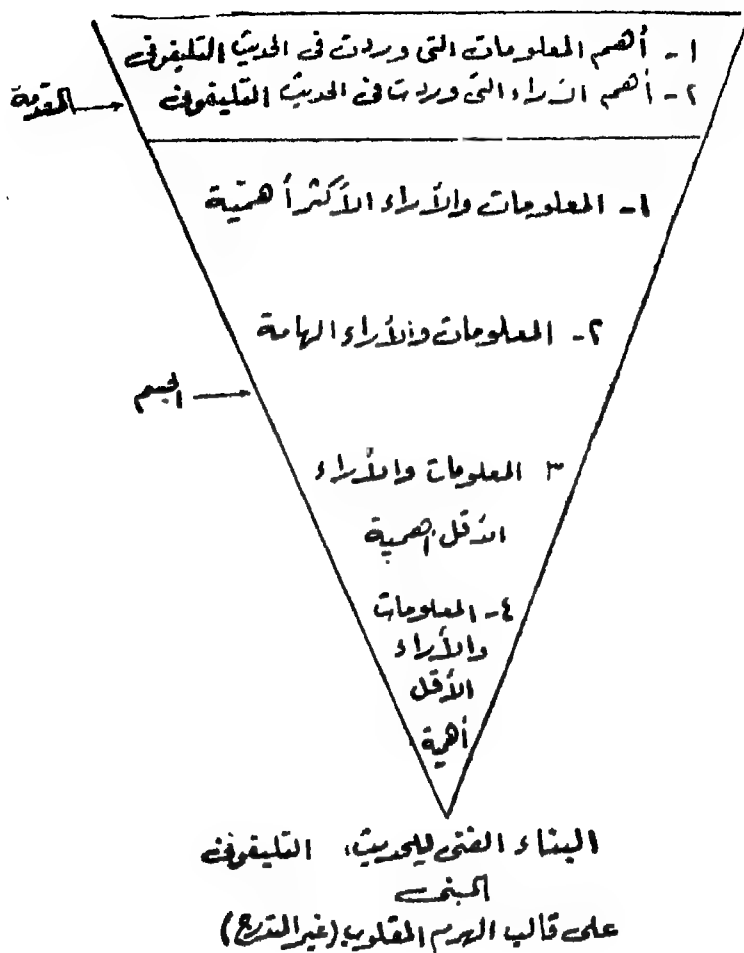 ١- أهم المعلومات التى وردت فى الحديث التليفونى
٢- أهم الآراء التى وردت فى الحديث التليفونى
المقدمة
١- المعلومات والآراء الأكثر أهمية
٢- المعلومات والآراء الهامة
الجسم
٣ المعلومات والآراء
الأقل أهمية
٤- المعلومات
والآراء
الأقل
أهمية
البناء الفنى للحديث، التليفونى
المبنى
على قالب الهرم المقلوب (غير المتدرج)